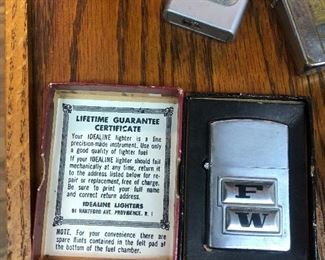 LIFETIME GUARANTEE
CERTIFICATE
Your IDEALINE lighter is a fine
precision-made instrument. Use only
a good quality of lighter fuel
If your IDEALINE lighter should fail
mechanically at any time, return it
to the address listed below for re-
pair or replacement, free of charge.
Be sure to print your full name
and correct return address.
IDEALINE LIGHTERS
91 HARTFORD AVT. PROVIDENCE, R. I
NOTE. For your convenience there are
spare flints contained in the felt pad at
the bottom of the fuel chamber.
F
W